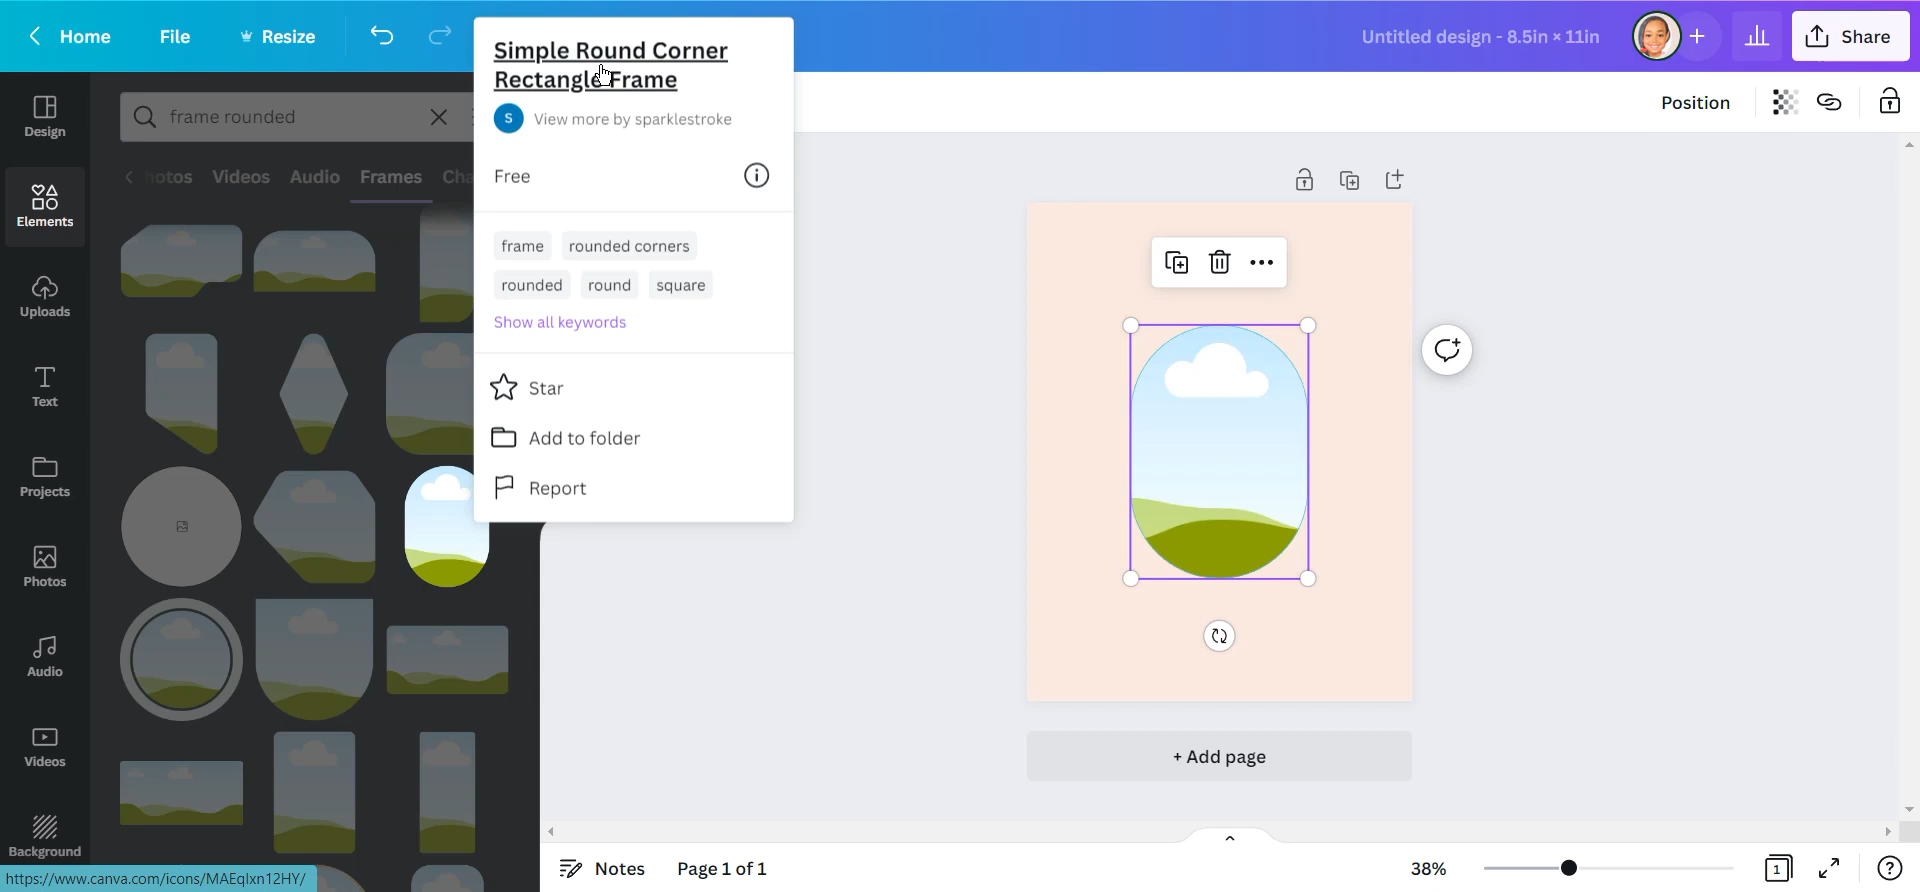 Home
File
Resize
Untitled design - 8.5in × 11in
Share
Simple Round Corner
Rectangle Frame
S
View more by sparklestroke
Free
frame
rounded corners
rounded
round
square
Show all keywords
Star
Add to folder
Report
frame rounded
hotos
Videos
Audio
Frames
Cha
Design
Elements
Uploads
Text
Projects
Photos
Audio
Videos
Background
Position
+ Add page
Notes
Page 1 of 1
38%
1
https://www.canva.com/icons/MAEqlxn12HY/